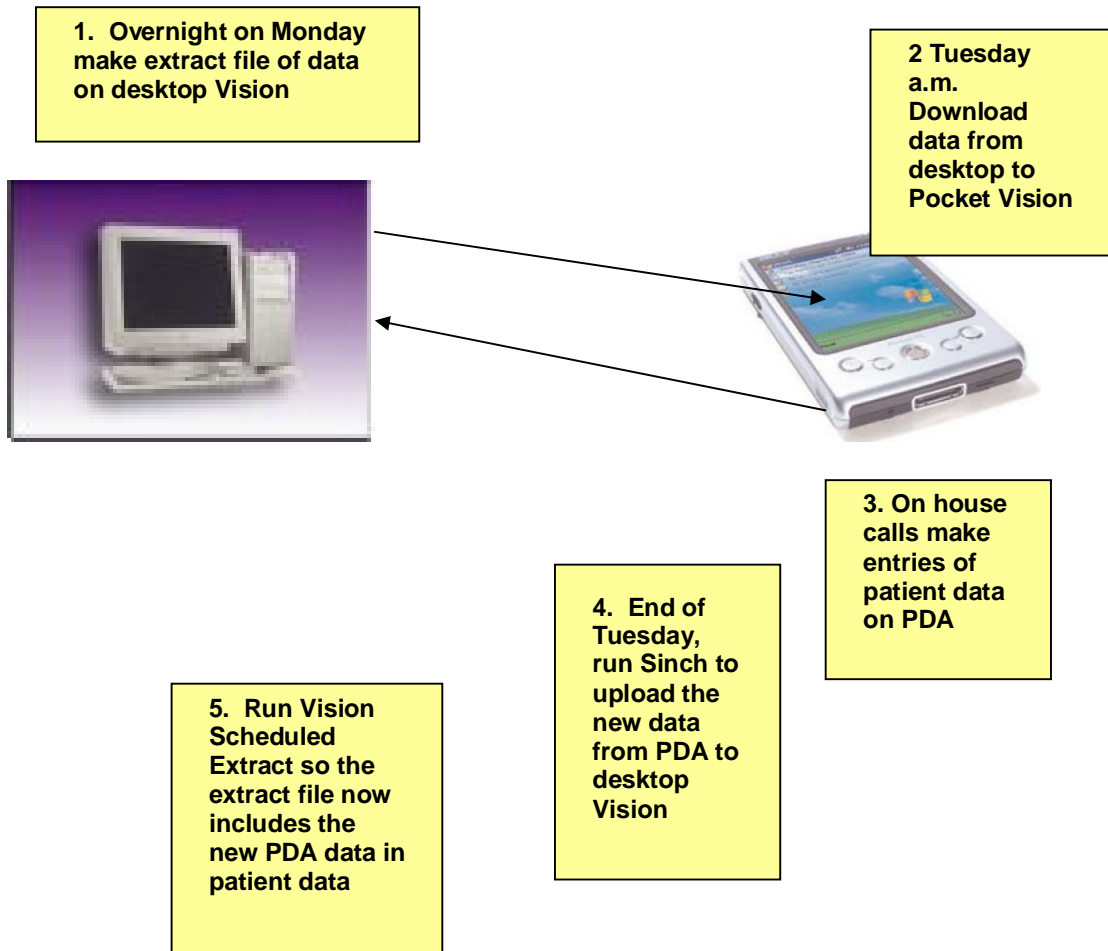 1.  Overnight on Monday
make extract file of data
on desktop Vision
2 Tuesday
a.m.
Download
data from
desktop to
Pocket Vision
3. On house
calls make
entries of
patient data
on PDA
4.  End of
Tuesday,
run Sinch to
upload the
new data
from PDA to
desktop
Vision
5.  Run Vision
Scheduled
Extract so the
extract file now
includes the
new PDA data in
patient data